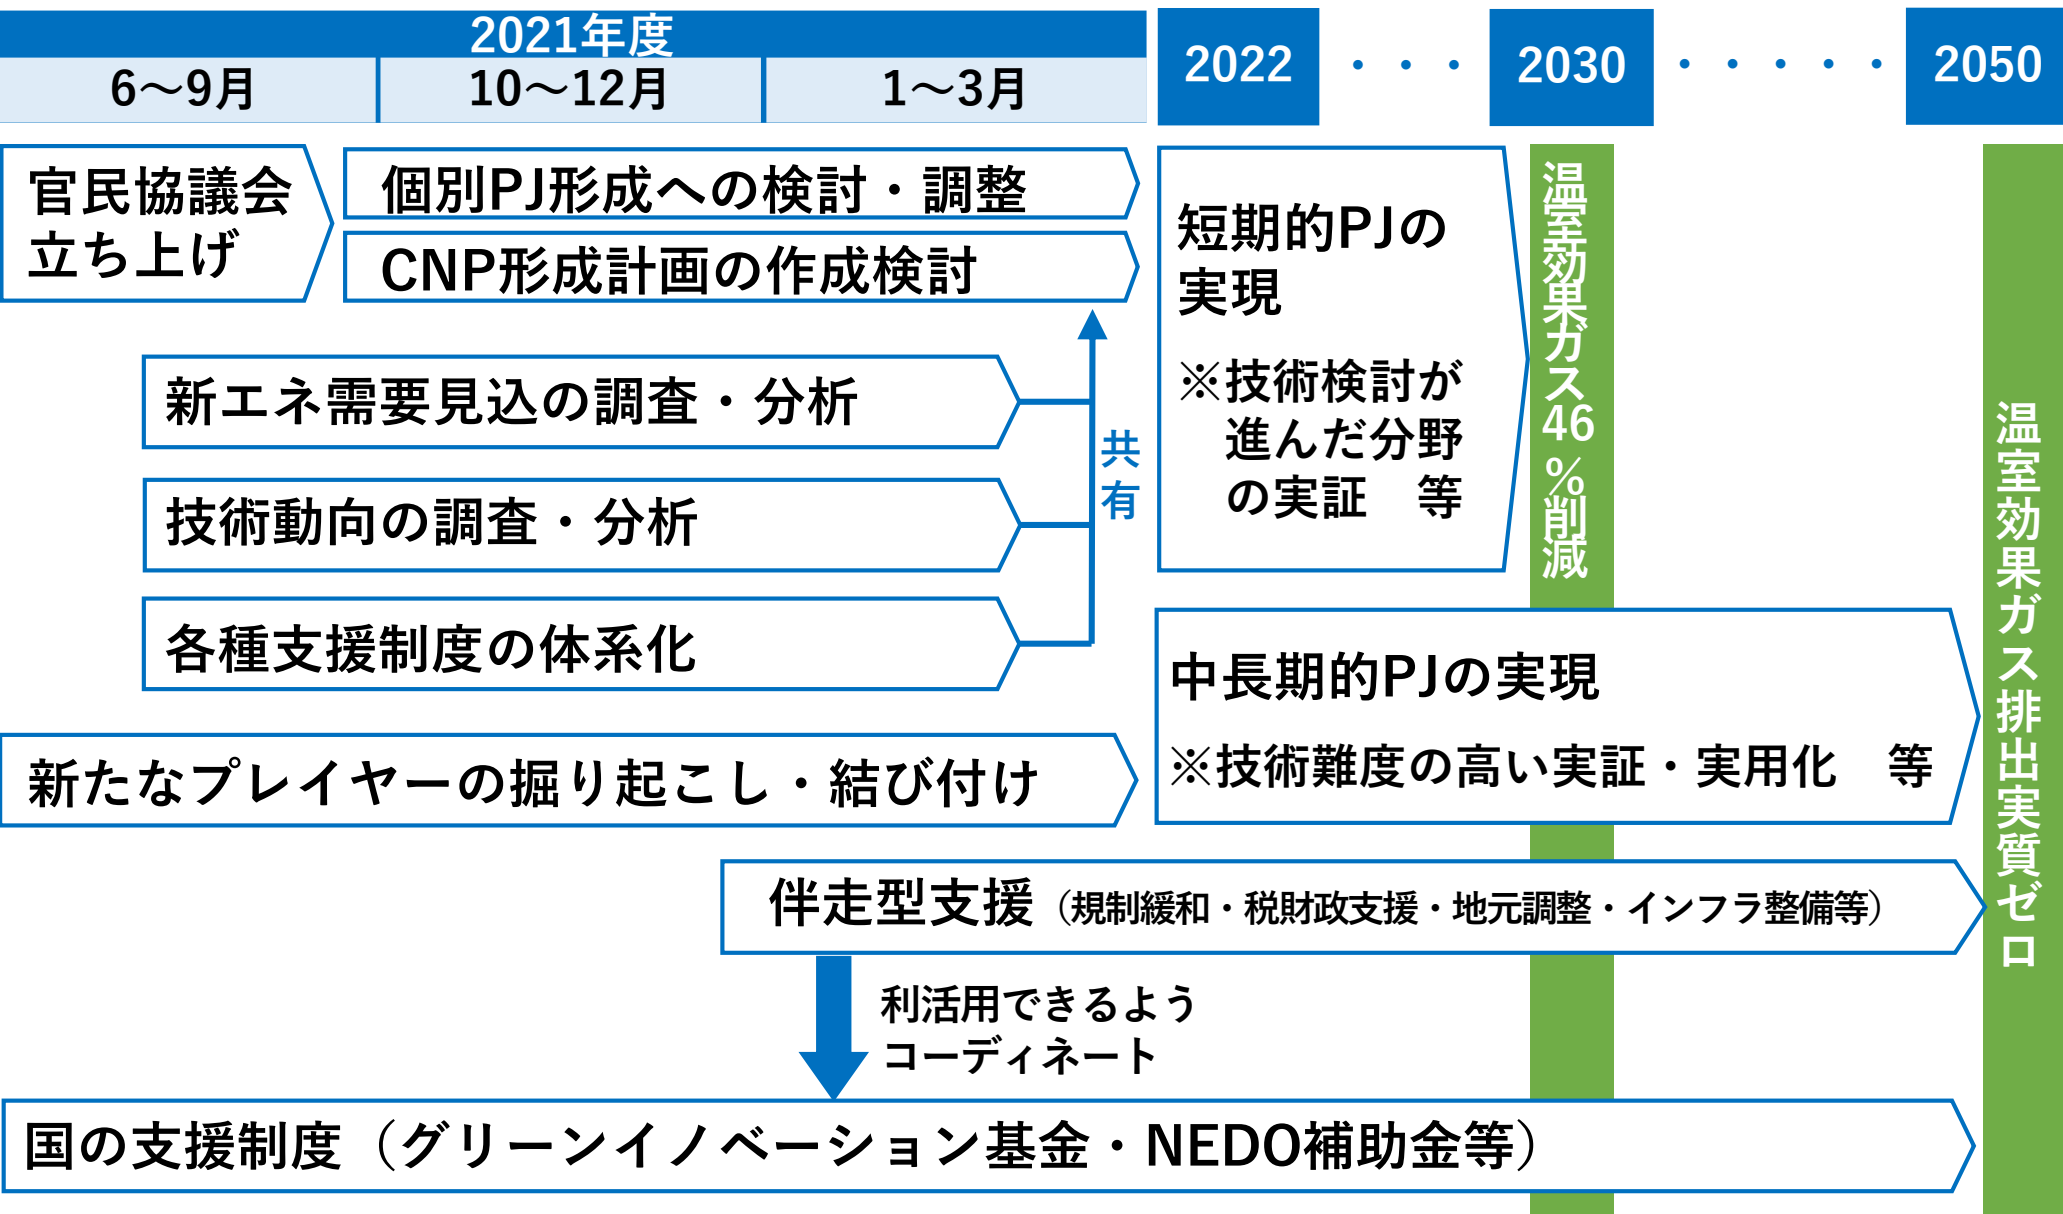 2021年度
6～9月
10～12月
1～3月
2022
・・・
2030
・・・・・
2050
官民協議会
立ち上げ
個別PJ形成への検討・調整
CNP形成計画の作成検討
新エネ需要見込の調査・分析
技術動向の調査・分析
各種支援制度の体系化
共有
新たなプレイヤーの掘り起こし・結び付け
短期的PJの
実現
※技術検討が
進んだ分野
の実証　等
温室効果ガス46％削減
中長期的PJの実現
※技術難度の高い実証・実用化　等
温室効果ガス排出実質ゼロ
伴走型支援（規制緩和・税財政支援・地元調整・インフラ整備等）
利活用できるよう
コーディネート
国の支援制度（グリーンイノベーション基金・NEDO補助金等）